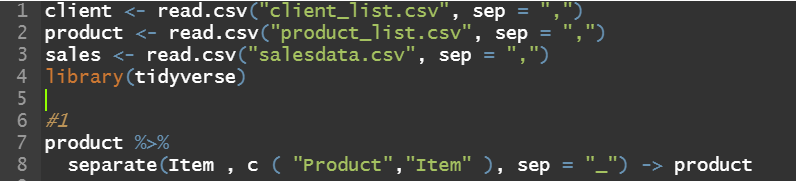 1 client <- read.csv("client_list.csv", sep = ",")
2 product <- read.csv("product_list.csv", sep = ",")
3 sales <- read.csv("salesdata.csv", sep = ",")
4 library(tidyverse)
5
6 #1
7 product %>%
8   separate(Item , c ( "Product","Item" ), sep = "_") -> product